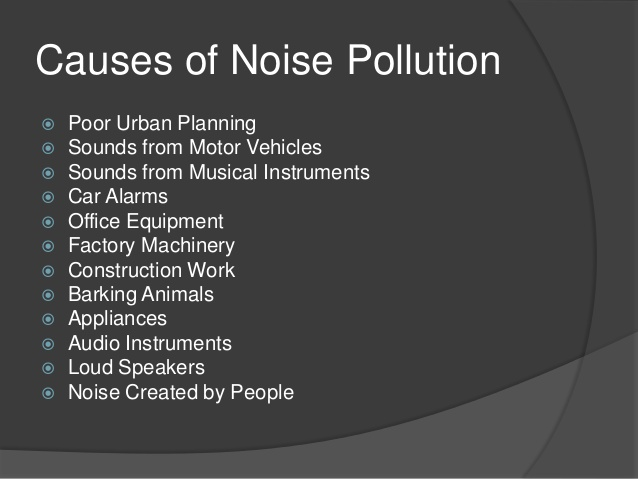 Causes of Noise Pollution
Poor Urban Planning
Sounds from Motor Vehicles
Sounds from Musical Instruments
Car Alarms
Office Equipment
Factory Machinery
Construction Work
Barking Animals
Appliances
Audio Instruments
Loud Speakers
Noise Created by People